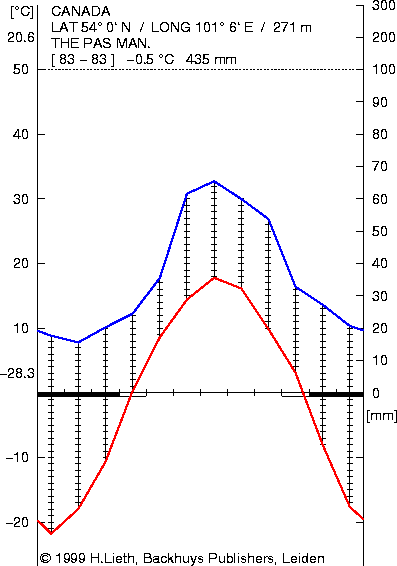 [°C] CANADA 300
20.6 LAT 54° 0' N / LONG 101° 6' E / 271 m
THE PAS MAN. 200
[ 83 – 83 ] –0.5 °C 435 mm
50 100
90
40 80
70
30 60
50
20 40
30
10 20
10
–28.3
0
[mm]
–10
–20
© 1999 H.Lieth, Backhuys Publishers, Leiden